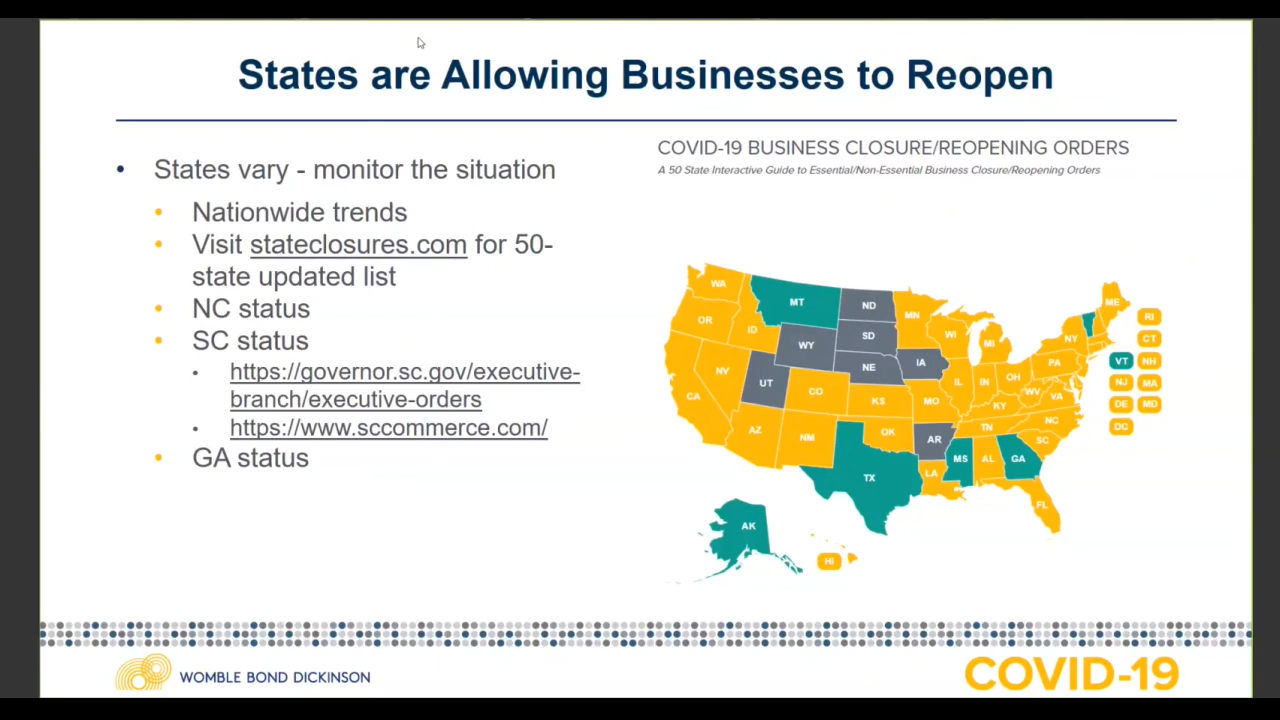 States are Allowing Businesses to Reopen
• States vary - monitor the situation
• Nationwide trends
• Visit stateclosures.com for 50-
state updated list
• NC status
• SC status
• https://governor.sc.gov/executive-
branch/executive-orders
• https://www.sccommerce.com/
• GA status
COVID-19 BUSINESS CLOSURE/REOPENING ORDERS
A 50 State Interactive Guide to Essential/Non-Essential Business Closure/Reopening Orders
WA
MT
ND
MN
ME
OR
ID
WY
SD
WI
MI
NY
RI
CT
VT
NH
NV
UT
NE
IA
PA
CA
CO
KS
MO
IL
IN
OH
WV
VA
KY
NJ
MA
DE
MD
DC
AZ
NM
OK
AR
TN
NC
SC
TX
LA
MS
AL
GA
FL
AK
HI
WOMBLE BOND DICKINSON
COVID-19